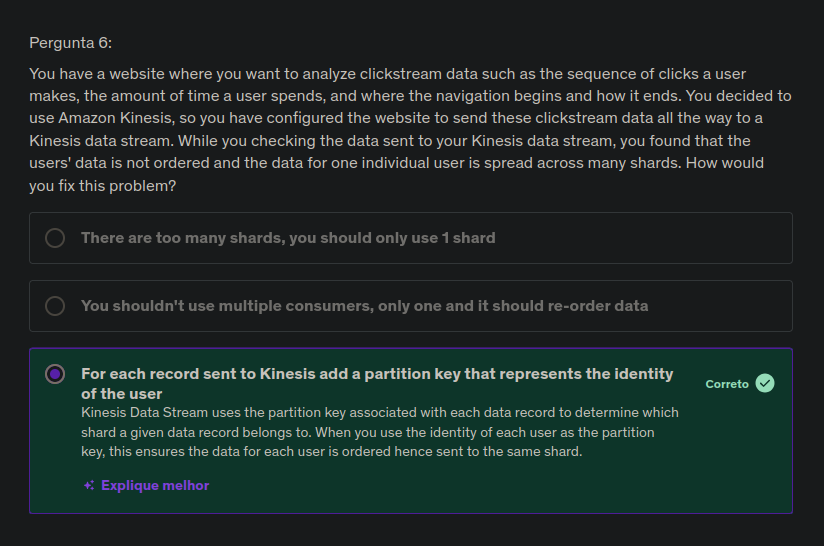 Pergunta 6:
You have a website where you want to analyze clickstream data such as the sequence of clicks a user
makes, the amount of time a user spends, and where the navigation begins and how it ends. You decided to
use Amazon Kinesis, so you have configured the website to send these clickstream data all the way to a
Kinesis data stream. While you checking the data sent to your Kinesis data stream, you found that the
users' data is not ordered and the data for one individual user is spread across many shards. How would
you fix this problem?
There are too many shards, you should only use 1 shard
You shouldn't use multiple consumers, only one and it should re-order data
For each record sent to Kinesis add a partition key that represents the identity
of the user
Correto
Kinesis Data Stream uses the partition key associated with each data record to determine which
shard a given data record belongs to. When you use the identity of each user as the partition
key, this ensures the data for each user is ordered hence sent to the same shard.
Explique melhor